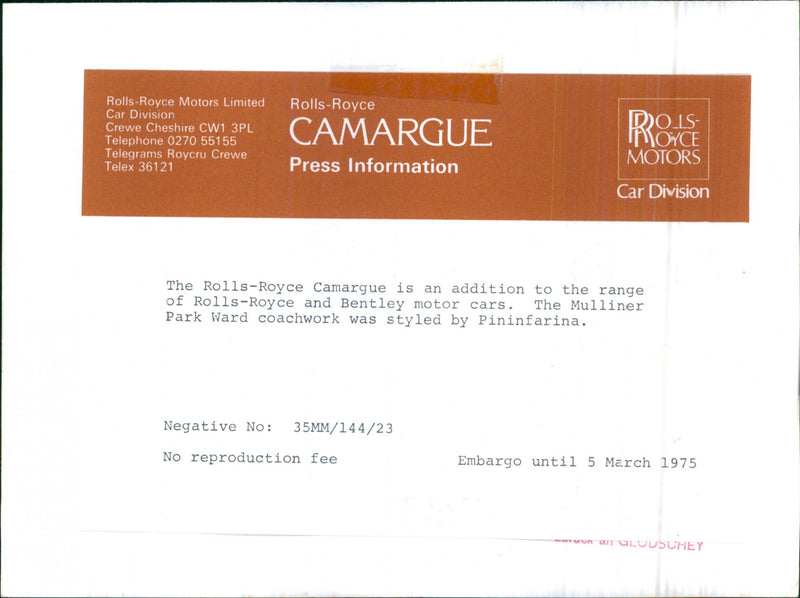 Rolls-Royce Motors Limited
Car Division
Crewe Cheshire CW1 3PL
Telephone 0270 55155
Telegrams Roycru Crewe
Telex 36121
Rolls-Royce
CAMARGUE
Press Information
ROLLS-
ROYCE
MOTORS
Car Division
The Rolls-Royce Camargue is an addition to the range
of Rolls-Royce and Bentley motor cars. The Mulliner
Park Ward coachwork was styled by Pininfarina.
Negative No: 35MM/144/23
No reproduction fee
Embargo until 5 March 1975
zurück an GLODSCHEY